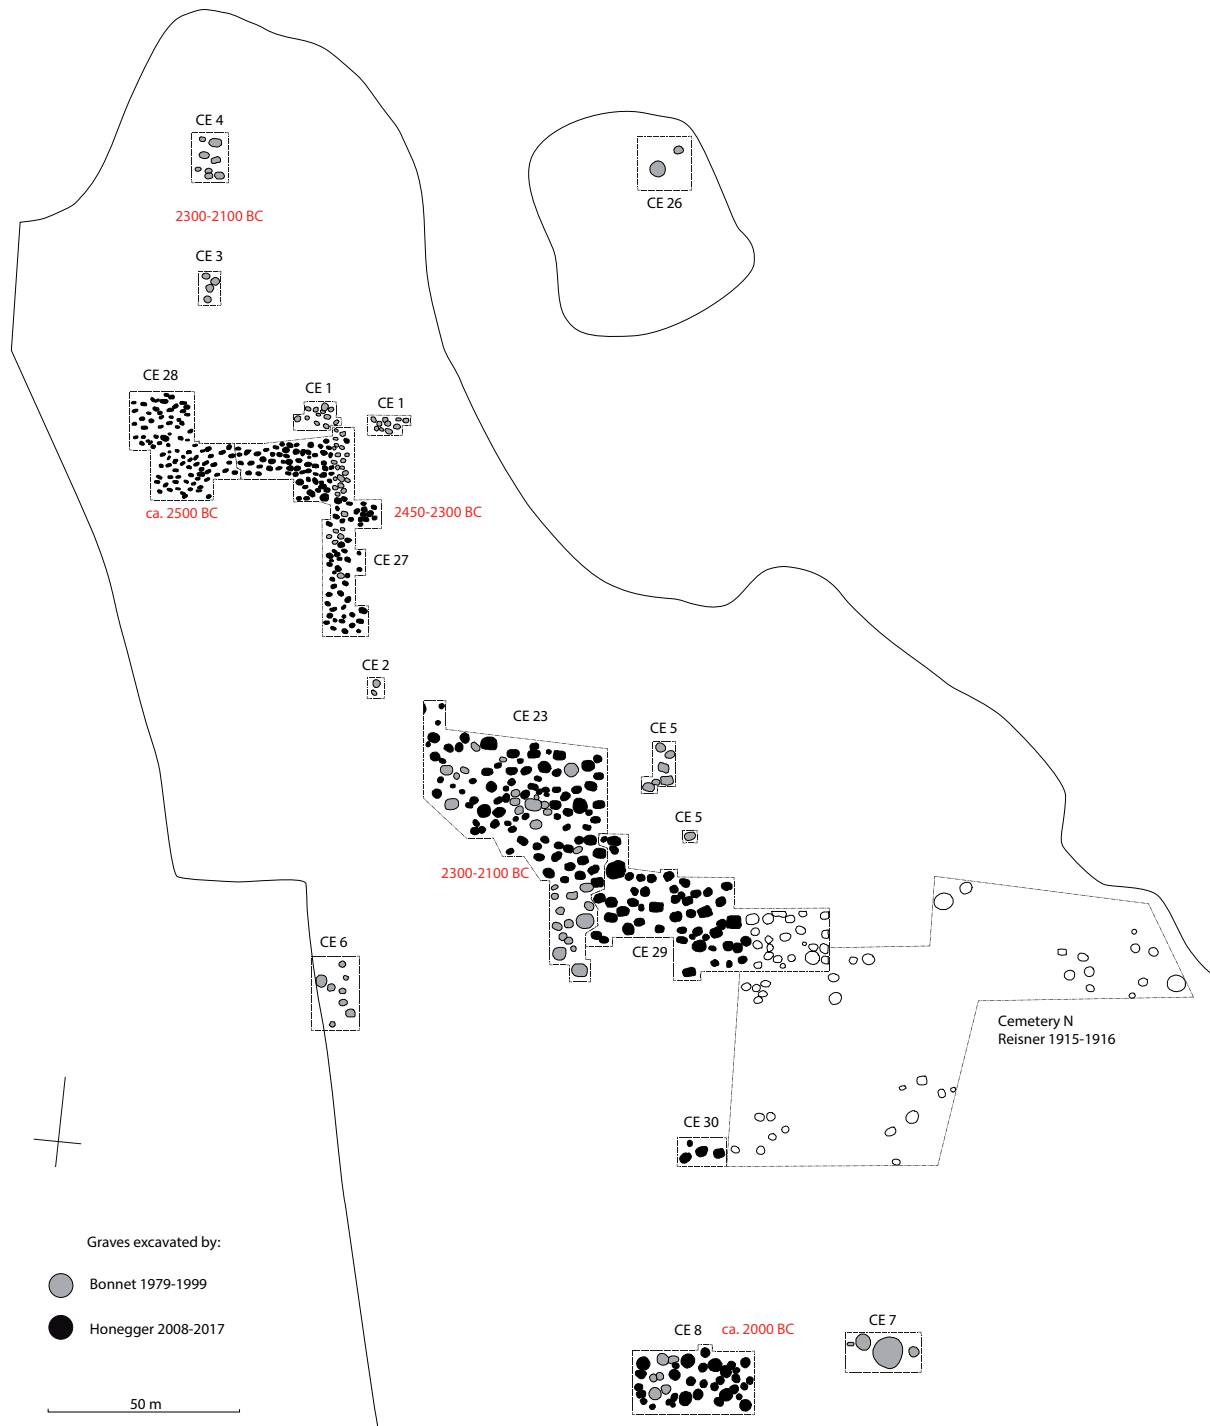 CE 4
CE 26
2300-2100 BC
CE 3
CE 28
CE 1
CE 1
ca. 2500 BC
2450-2300 BC
CE 27
CE 2
CE 23
CE 5
CE 5
2300-2100 BC
CE 6
CE 29
Cemetery N
Reisner 1915-1916
CE 30
Graves excavated by:
Bonnet 1979-1999
Honegger 2008-2017
50 m
CE 8
ca. 2000 BC
CE 7